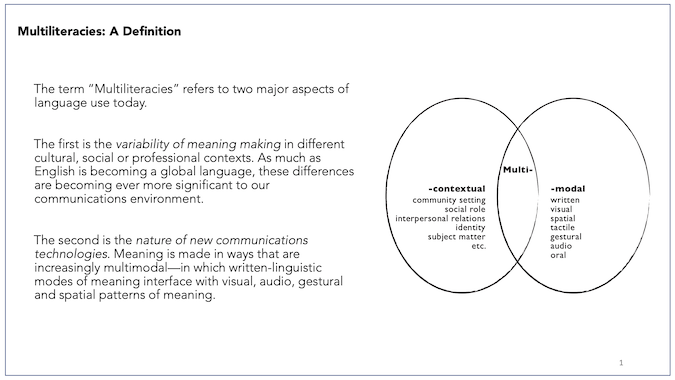 Multiliteracies: A Definition
The term “Multiliteracies” refers to two major aspects of
language use today.
The first is the variability of meaning making in different
cultural, social or professional contexts. As much as
English is becoming a global language, these differences
are becoming ever more significant to our
communications environment.
The second is the nature of new communications
technologies. Meaning is made in ways that are
increasingly multimodal—in which written-linguistic
modes of meaning interface with visual, audio, gestural
and spatial patterns of meaning.
Multi-
-contextual
community setting
social role
interpersonal relations
identity
subject matter
etc.
-modal
written
visual
spatial
tactile
gestural
audio
oral
1